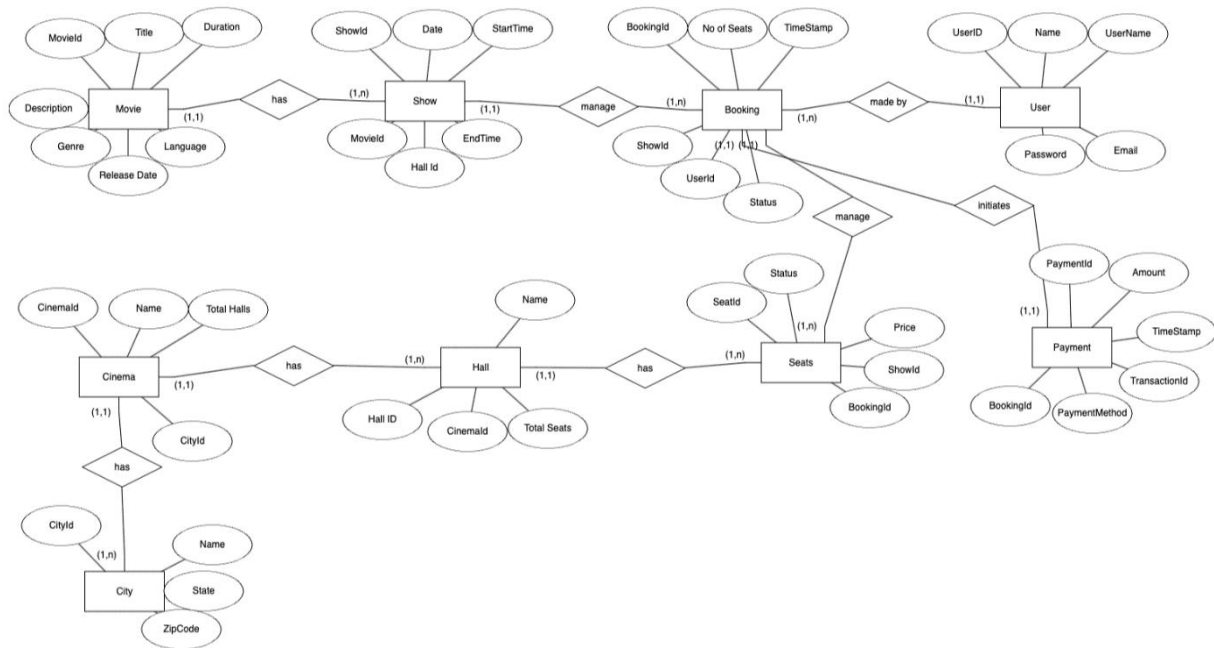 MovieId
Title
Duration
ShowId
Date
StartTime
BookingId
No of Seats
TimeStamp
UserID
Name
UserName
Description
Movie
(1,1)
has
(1,n)
Show
(1,1)
manage
(1,n)
Booking
(1,n)
made by
(1,1)
User
Genre
Release Date
Language
MovieId
Hall Id
EndTime
ShowId
(1,1)
(1,1)
UserId
Status
Password
Email
manage
initiates
CinemaId
Name
Total Halls
Name
SeatId
Status
(1,n)
Price
PaymentId
Amount
(1,1)
TimeStamp
Cinema
(1,1)
has
(1,n)
Hall
(1,1)
has
(1,n)
Seats
ShowId
Payment
TransactionId
(1,1)
CityId
Hall ID
CinemaId
Total Seats
BookingId
BookingId
PaymentMethod
has
CityId
(1,n)
Name
City
State
ZipCode